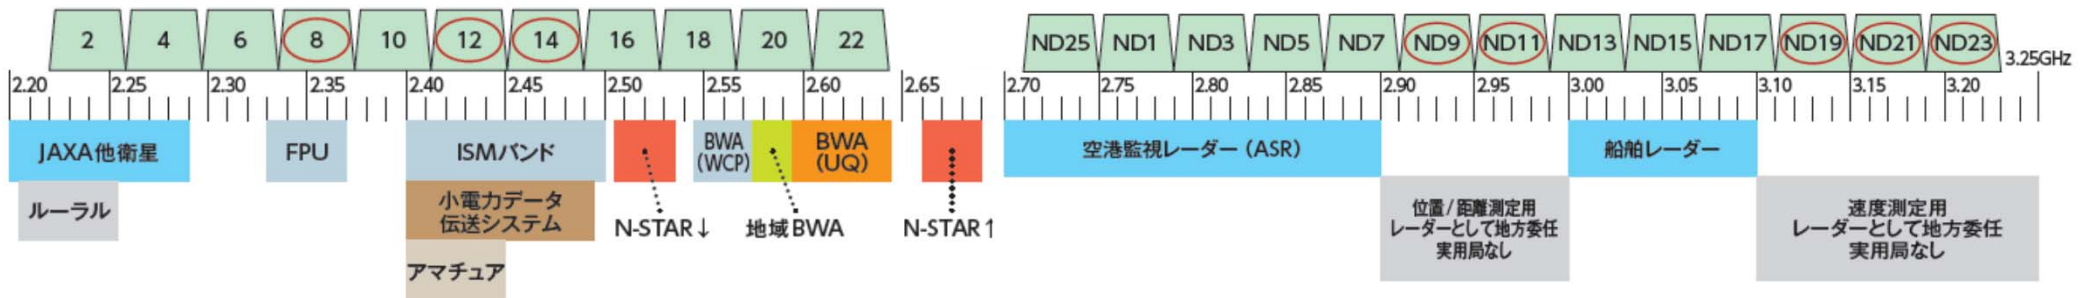 2 4 6 8 10 12 14 16 18 20 22
ND25 ND1 ND3 ND5 ND7 ND9 ND11 ND13 ND15 ND17 ND19 ND21 ND23
3.25GHz
2.20 2.25 2.30 2.35 2.40 2.45 2.50 2.55 2.60 2.65 2.70 2.75 2.80 2.85 2.90 2.95 3.00 3.05 3.10 3.15 3.20
JAXA他衛星
FPU
ISMバンド
BWA
(WCP)
BWA
(UQ)
空港監視レーダー（ASR）
船舶レーダー
ルーラル
小電力データ
伝送システム
N-STAR↓
地域BWA
N-STAR↑
位置/距離測定用
レーダーとして地方委任
実用局なし
速度測定用
レーダーとして地方委任
実用局なし
アマチュア